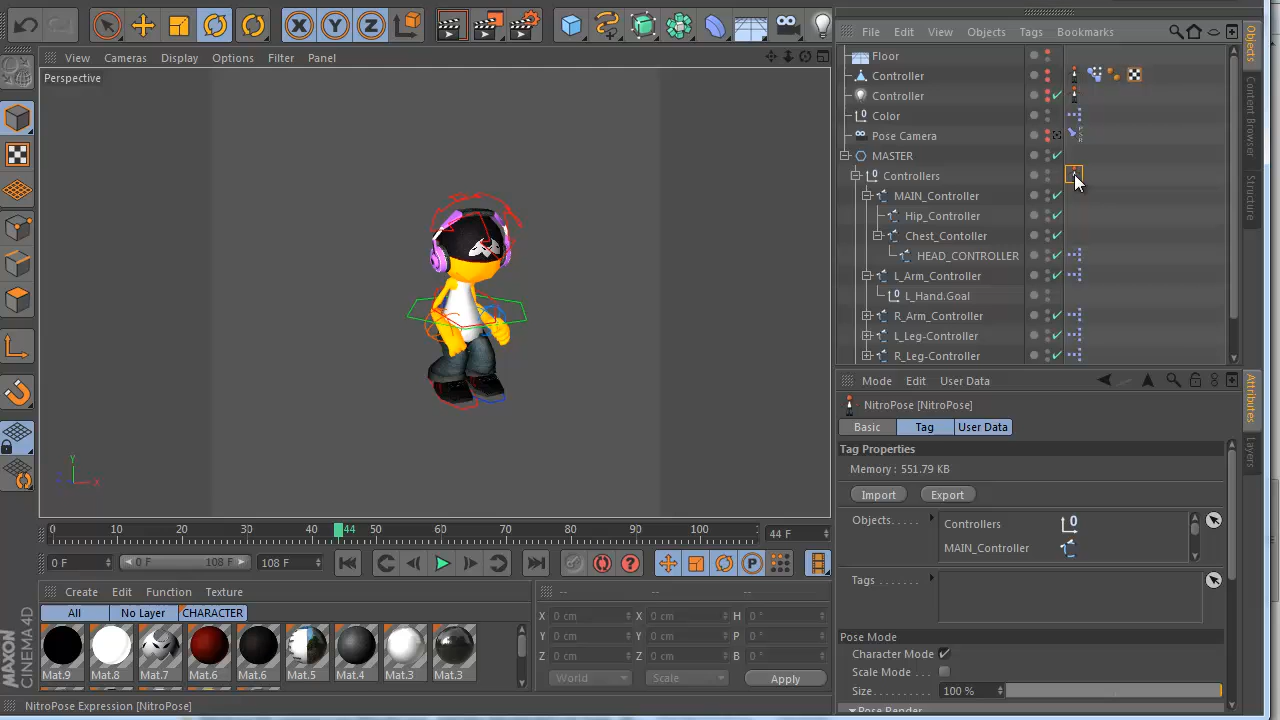 X Y Z
File Edit View Objects Tags Bookmarks
View Cameras Display Options Filter Panel
Perspective
Floor
Controller
Controller
Color
Pose Camera
MASTER
Controllers
MAIN_Controller
Hip_Controller
Chest_Contoller
HEAD_CONTROLLER
L_Arm_Controller
L_Hand.Goal
R_Arm_Controller
L_Leg-Controller
R_Leg-Controller
Objects
Content Browser
Structure
Y
Z X
Mode Edit User Data
NitroPose [NitroPose]
Basic Tag User Data
Tag Properties
Memory : 551.79 KB
Import Export
Objects. . . . . Controllers
MAIN_Controller
Tags . . . . . . .
Pose Mode
Character Mode
Scale Mode .
Size. . . . . . . . 100 %
Pose Render
Attributes
Layers
0 10 20 30 40 44 50 60 70 80 90 100 44 F
0 F 0 F 108 F 108 F
Create Edit Function Texture
All No Layer CHARACTER
Mat.9 Mat.8 Mat.7 Mat.6 Mat.6 Mat.5 Mat.4 Mat.3 Mat.3
-- -- --
X 0 cm X 0 cm H 0 °
Y 0 cm Y 0 cm P 0 °
Z 0 cm Z 0 cm B 0 °
World Scale Apply
MAXON
CINEMA 4D
NitroPose Expression [NitroPose]